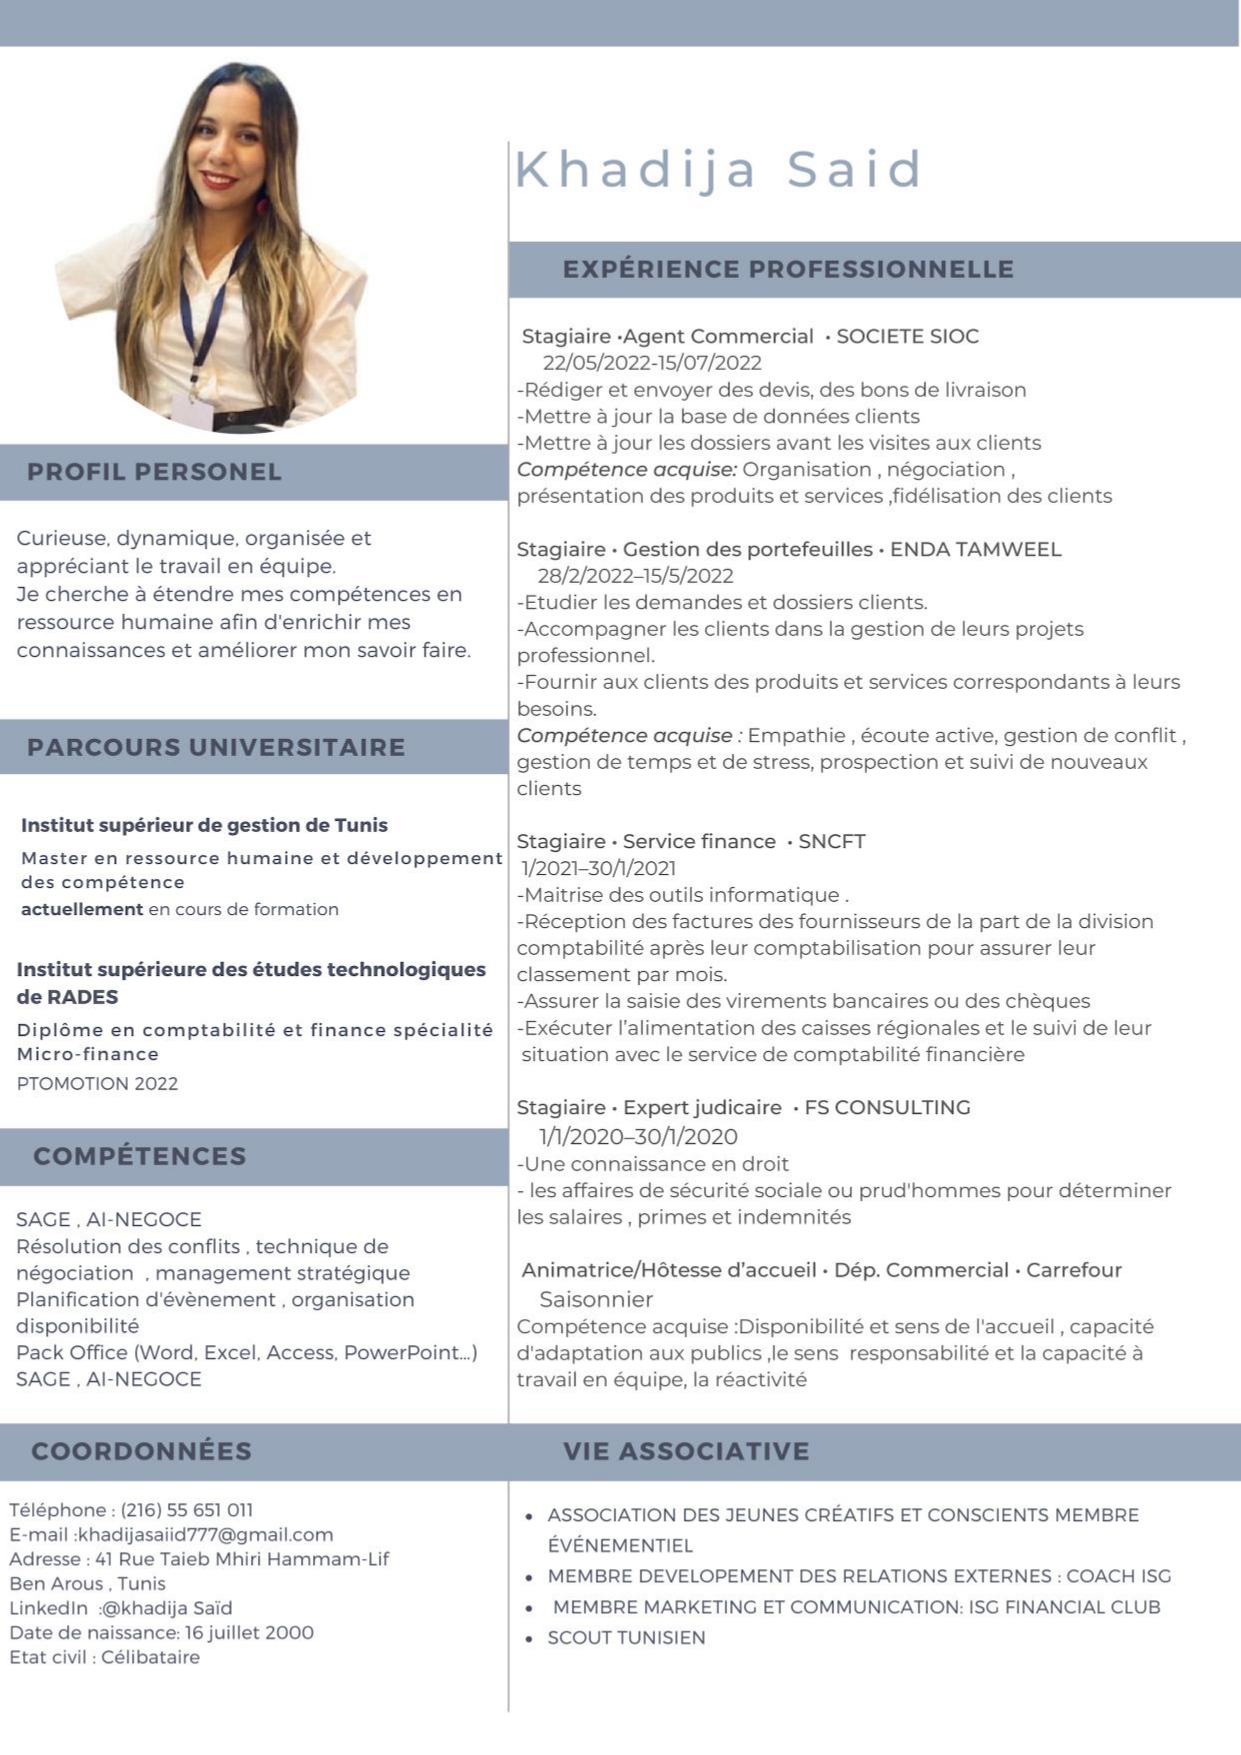 Khadija Said
PROFIL PERSONEL
Curieuse, dynamique, organisée et
appréciant le travail en équipe.
Je cherche à étendre mes compétences en
ressource humaine afin d'enrichir mes
connaissances et améliorer mon savoir faire.
PARCOURS UNIVERSITAIRE
Institut supérieur de gestion de Tunis
Master en ressource humaine et développement
des compétence
actuellement en cours de formation
Institut supérieure des études technologiques
de RADES
Diplôme en comptabilité et finance spécialité
Micro-finance
PTOMOTION 2022
COMPÉTENCES
SAGE , AI-NEGOCE
Résolution des conflits , technique de
négociation , management stratégique
Planification d'évènement , organisation
disponibilité
Pack Office (Word, Excel, Access, PowerPoint...)
SAGE , AI-NEGOCE
COORDONNÉES
Téléphone : (216) 55 651 011
E-mail :khadijasaiid777@gmail.com
Adresse : 41 Rue Taieb Mhiri Hammam-Lif
Ben Arous , Tunis
LinkedIn :@khadija Saïd
Date de naissance: 16 juillet 2000
Etat civil : Célibataire
EXPÉRIENCE PROFESSIONNELLE
Stagiaire •Agent Commercial • SOCIETE SIOC
22/05/2022-15/07/2022
-Rédiger et envoyer des devis, des bons de livraison
-Mettre à jour la base de données clients
-Mettre à jour les dossiers avant les visites aux clients
Compétence acquise: Organisation , négociation ,
présentation des produits et services ,fidélisation des clients
Stagiaire • Gestion des portefeuilles • ENDA TAMWEEL
28/2/2022–15/5/2022
-Etudier les demandes et dossiers clients.
-Accompagner les clients dans la gestion de leurs projets
professionnel.
-Fournir aux clients des produits et services correspondants à leurs
besoins.
Compétence acquise : Empathie , écoute active, gestion de conflit ,
gestion de temps et de stress, prospection et suivi de nouveaux
clients
Stagiaire • Service finance • SNCFT
1/2021–30/1/2021
-Maitrise des outils informatique .
-Réception des factures des fournisseurs de la part de la division
comptabilité après leur comptabilisation pour assurer leur
classement par mois.
-Assurer la saisie des virements bancaires ou des chèques
-Exécuter l’alimentation des caisses régionales et le suivi de leur
situation avec le service de comptabilité financière
Stagiaire • Expert judicaire • FS CONSULTING
1/1/2020–30/1/2020
-Une connaissance en droit
- les affaires de sécurité sociale ou prud'hommes pour déterminer
les salaires , primes et indemnités
Animatrice/Hôtesse d’accueil • Dép. Commercial • Carrefour
Saisonnier
Compétence acquise :Disponibilité et sens de l'accueil , capacité
d'adaptation aux publics ,le sens responsabilité et la capacité à
travail en équipe, la réactivité
VIE ASSOCIATIVE
• ASSOCIATION DES JEUNES CRÉATIFS ET CONSCIENTS MEMBRE
ÉVÉNEMENTIEL
• MEMBRE DEVELOPEMENT DES RELATIONS EXTERNES : COACH ISG
• MEMBRE MARKETING ET COMMUNICATION: ISG FINANCIAL CLUB
• SCOUT TUNISIEN